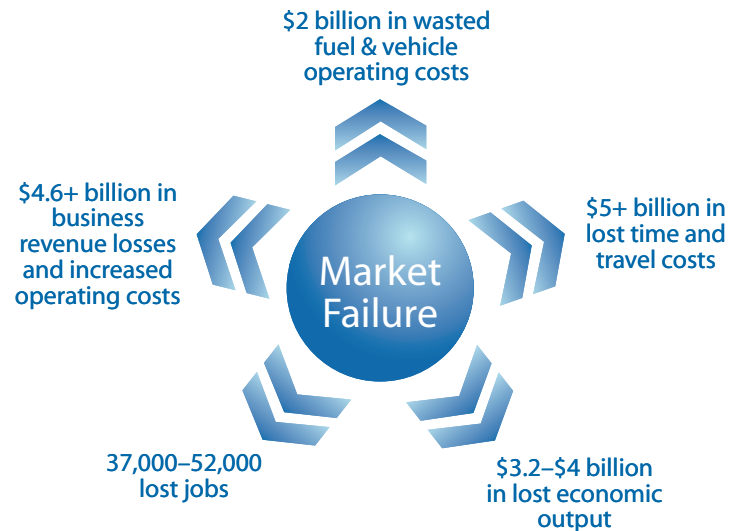 $2 billion in wasted
fuel & vehicle
operating costs
$4.6+ billion in
business
revenue losses
and increased
operating costs
$5+ billion in
lost time and
travel costs
Market
Failure
37,000–52,000
lost jobs
$3.2–$4 billion
in lost economic
output